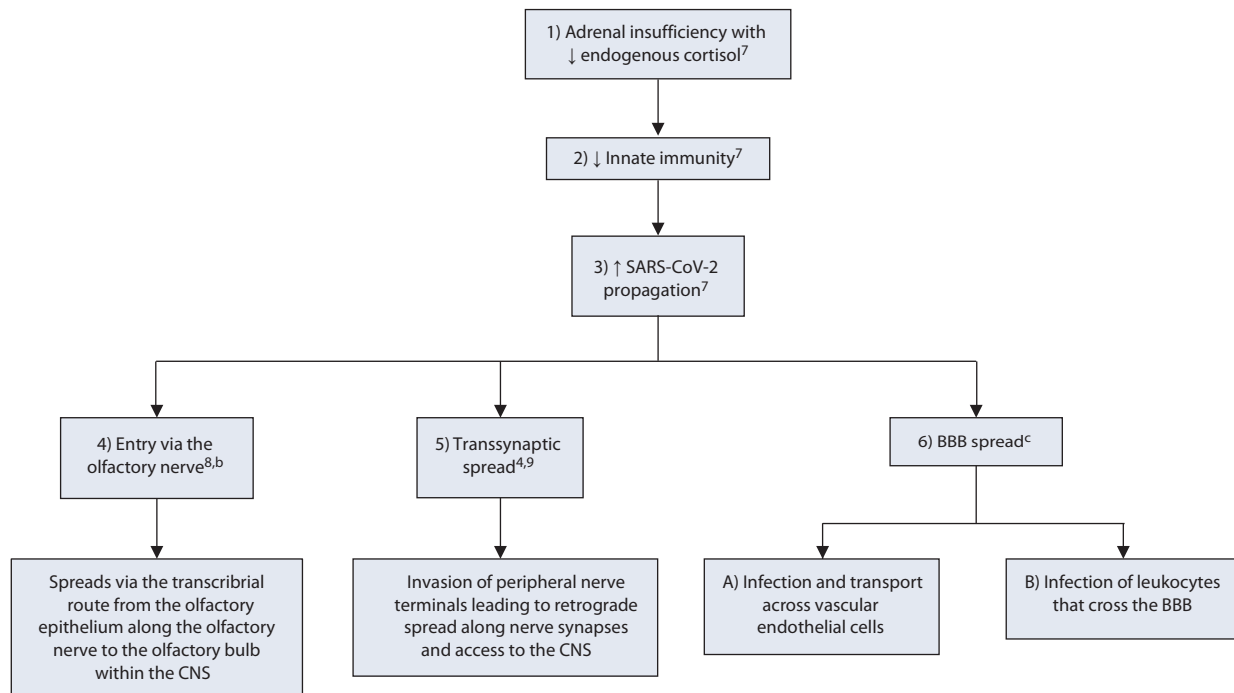 1) Adrenal insufficiency with
↓ endogenous cortisol⁷
2) ↓ Innate immunity⁷
3) ↑ SARS-CoV-2
propagation⁷
4) Entry via the
olfactory nerve⁸,ᵇ
5) Transsynaptic
spread⁴,⁹
6) BBB spreadᶜ
Spreads via the transcribrial
route from the olfactory
epithelium along the olfactory
nerve to the olfactory bulb
within the CNS
Invasion of peripheral nerve
terminals leading to retrograde
spread along nerve synapses
and access to the CNS
A) Infection and transport
across vascular
endothelial cells
B) Infection of leukocytes
that cross the BBB